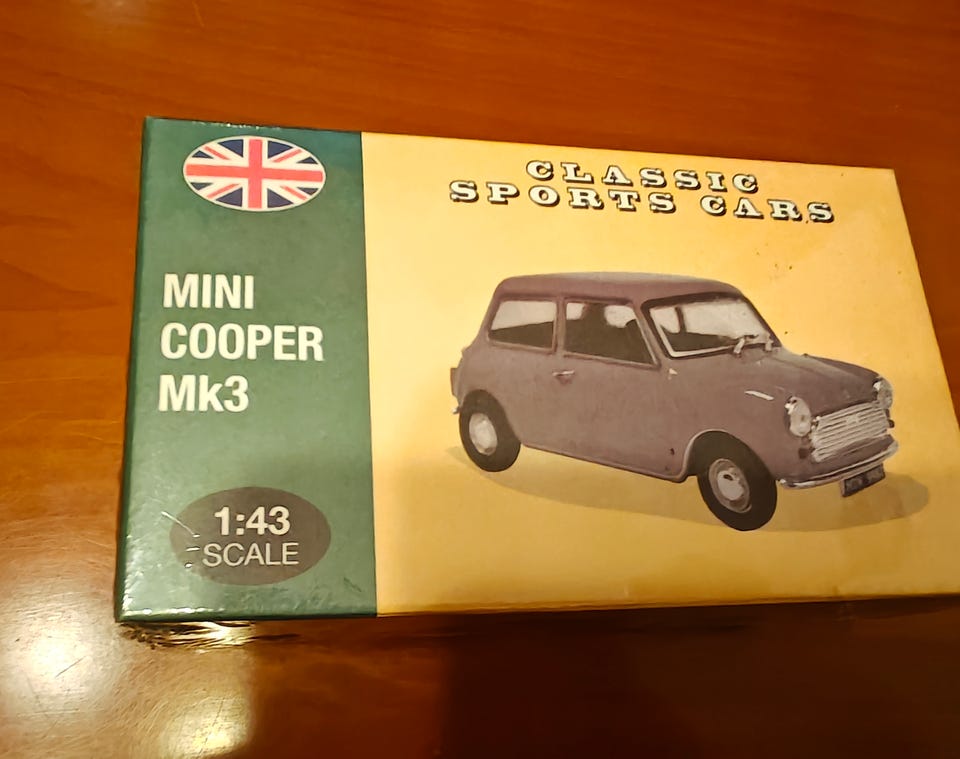 CLASSIC
SPORTS CARS
MINI
COOPER
Mk3
1:43
SCALE